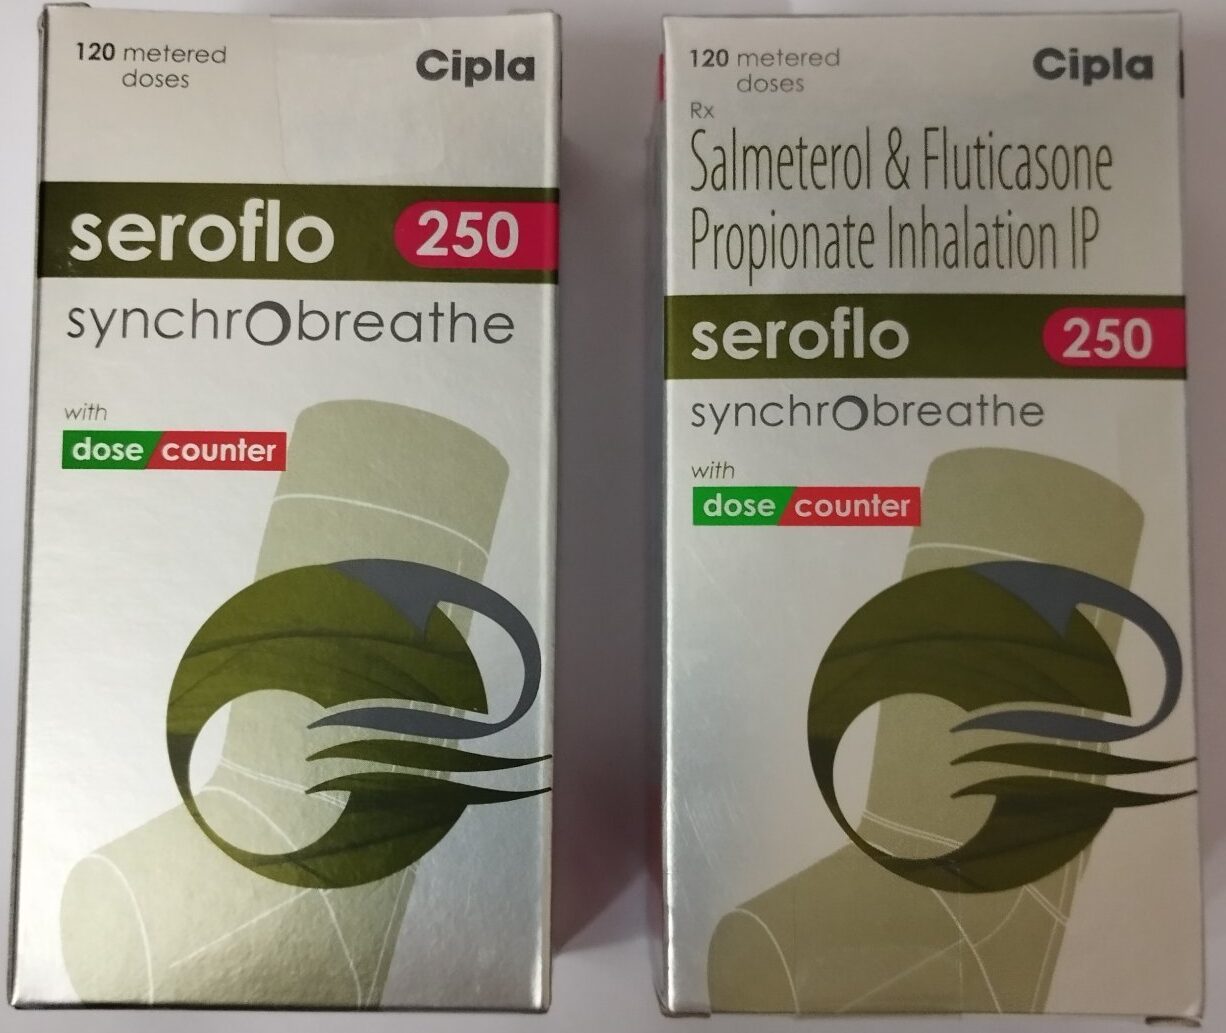 120 metered
doses
Cipla
seroflo 250
synchrobreathe
with
dose counter
120 metered
doses
Cipla
Rx
Salmeterol & Fluticasone
Propionate Inhalation IP
seroflo 250
synchrobreathe
with
dose counter